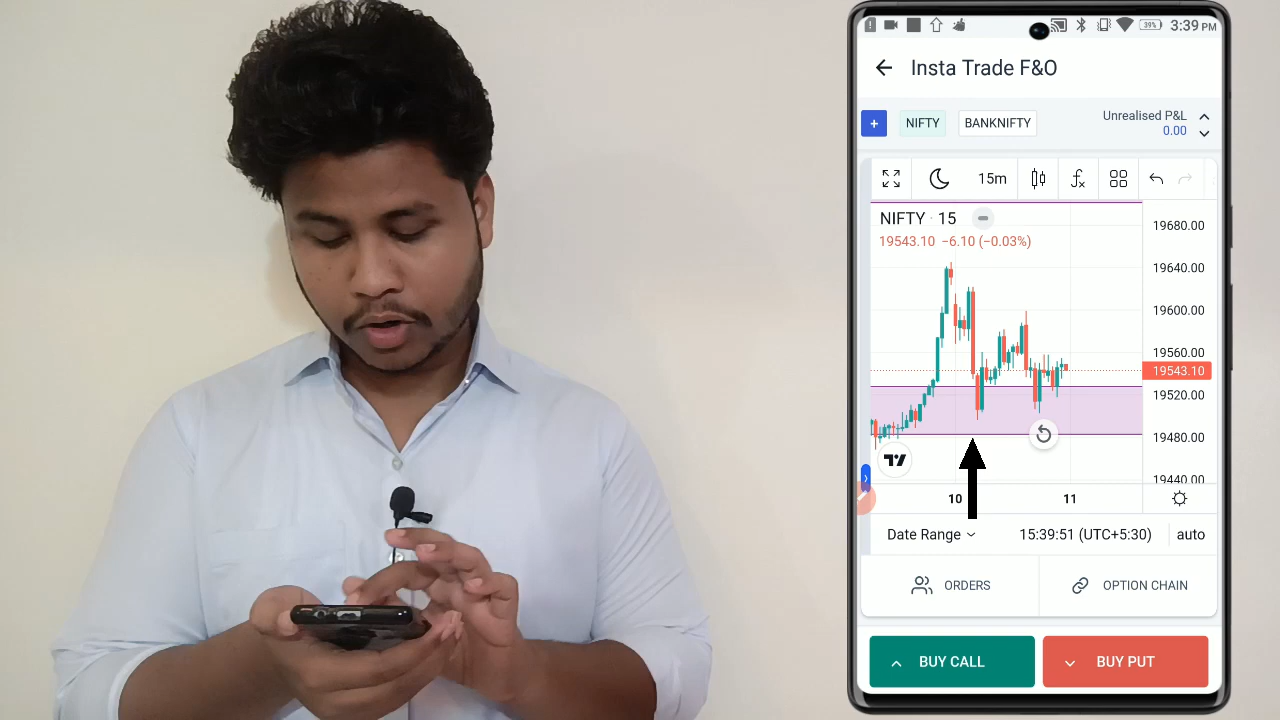 39%
3:39 PM
Insta Trade F&O
+
NIFTY
BANKNIFTY
Unrealised P&L
0.00
15m
fx
NIFTY · 15
19543.10 −6.10 (−0.03%)
19680.00
19640.00
19600.00
19560.00
19543.10
19520.00
19480.00
19440.00
10
11
Date Range
15:39:51 (UTC+5:30)
auto
ORDERS
OPTION CHAIN
BUY CALL
BUY PUT